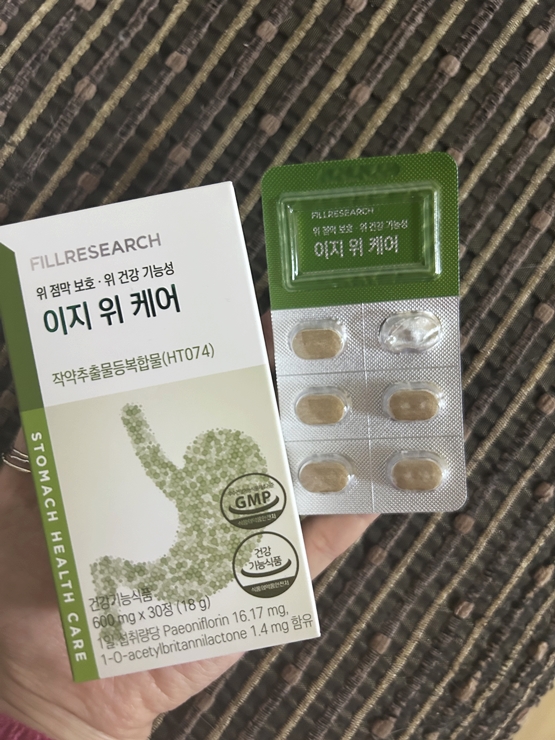 FILLRESEARCH
위 점막 보호 · 위 건강 기능성
이지 위 케어
작약추출물등복합물(HT074)
STOMACH HEALTH CARE
GMP
건강
기능식품
건강기능식품
600 mg x 30정 (18 g)
1일 섭취량당 Paeoniflorin 16.17 mg,
1-O-acetylbritannilactone 1.4 mg 함유
FILLRESEARCH
위 점막 보호 · 위 건강 기능성
이지 위 케어